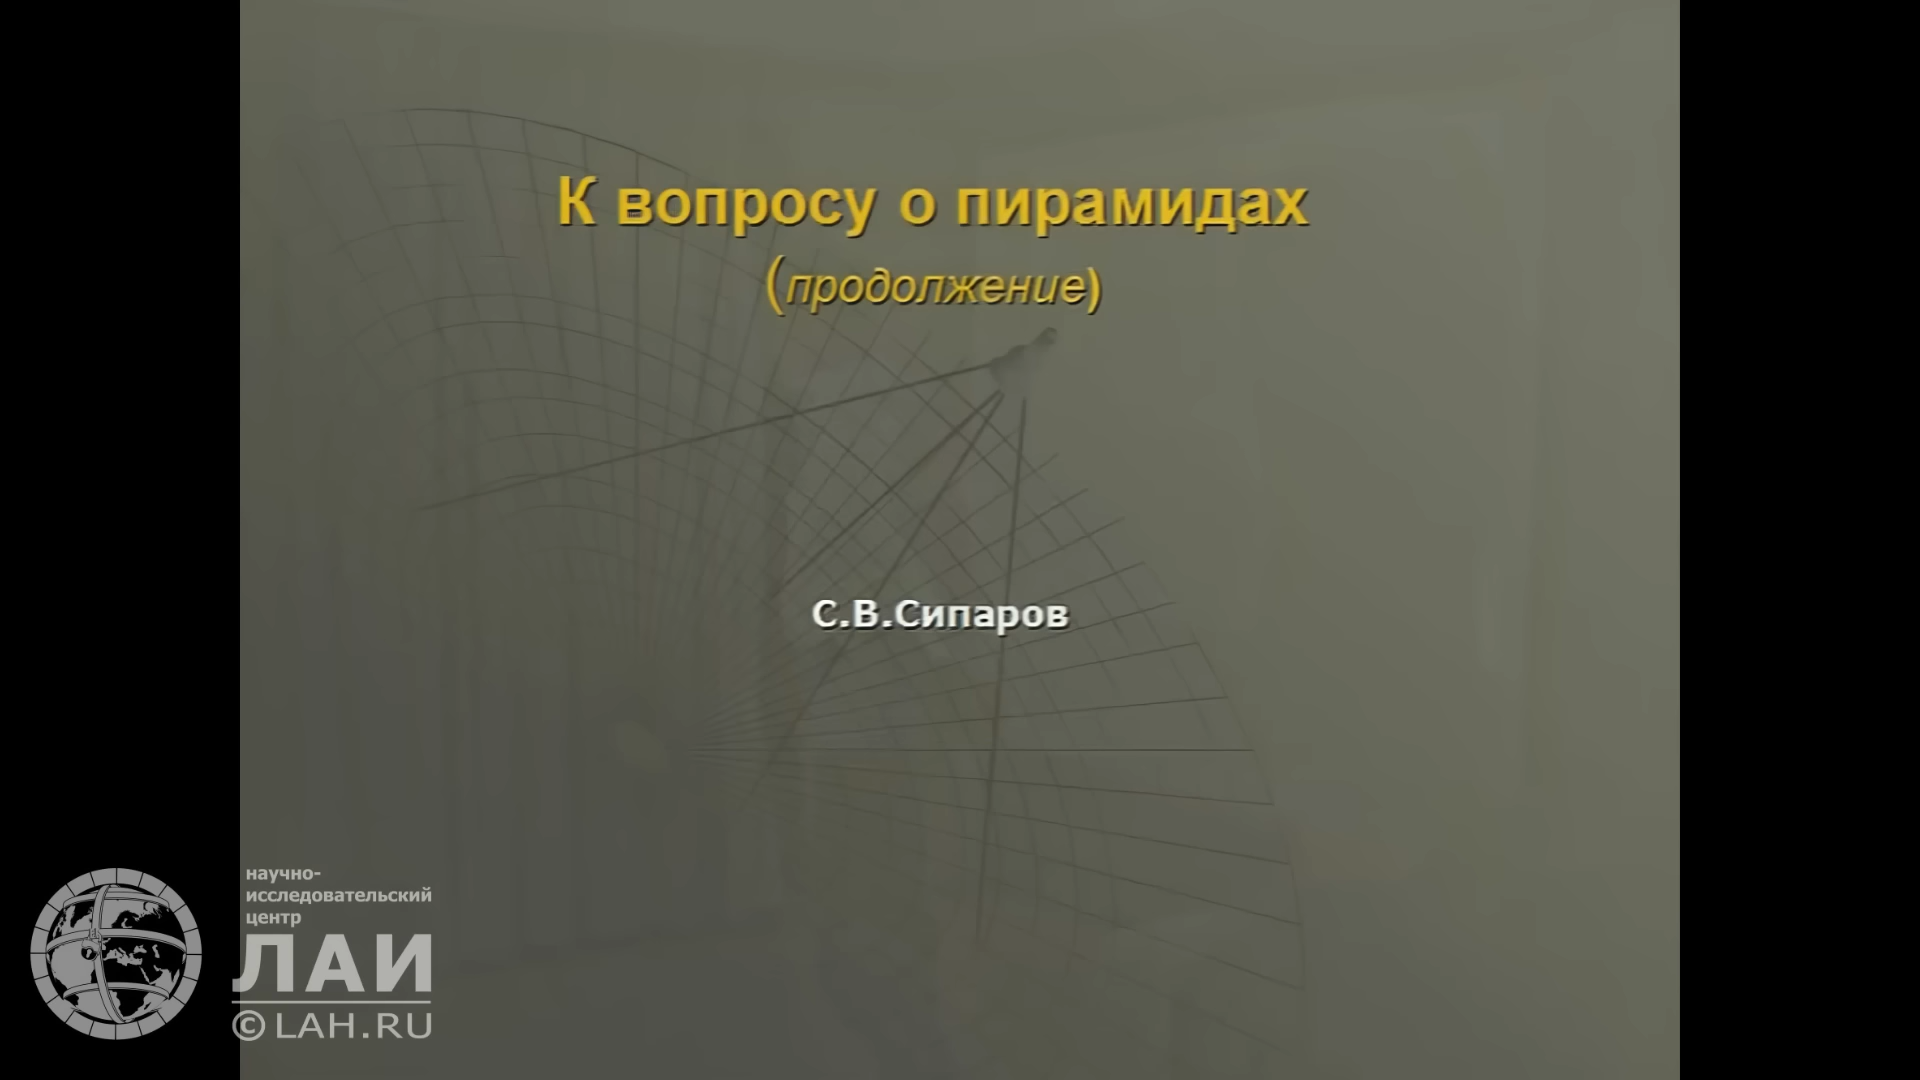 К вопросу о пирамидах
(продолжение)
С.В.Сипаров
научно-
исследовательский
центр
ЛАИ
©LAH.RU